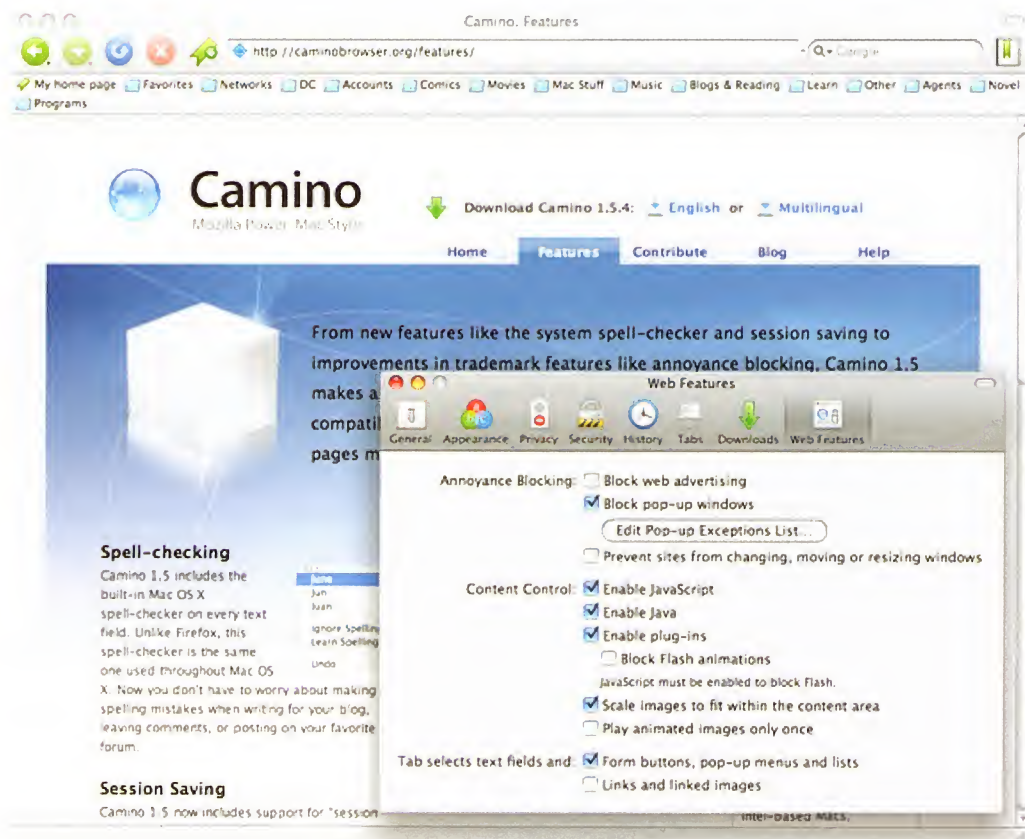 Camino. Features
http://caminobrowser.org/features/
Google
My home page Favorites Networks DC Accounts Comics Movies Mac Stuff Music Blogs & Reading Learn Other Agents Novel
Programs
Camino
Mozilla Power. Mac Style.
Download Camino 1.5.4: English or Multilingual
Home Features Contribute Blog Help
From new features like the system spell-checker and session saving to
improvements in trademark features like annoyance blocking, Camino 1.5
makes a
compatil
pages m
Web Features
General Appearance Privacy Security History Tabs Downloads Web Features
Annoyance Blocking: Block web advertising
Block pop-up windows
Edit Pop-up Exceptions List...
Prevent sites from changing, moving or resizing windows
Content Control: Enable JavaScript
Enable Java
Enable plug-ins
Block Flash animations
JavaScript must be enabled to block Flash.
Scale images to fit within the content area
Play animated images only once
Tab selects text fields and: Form buttons, pop-up menus and lists
Links and linked images
Spell-checking
Camino 1.5 includes the
built-in Mac OS X
spell-checker on every text
field. Unlike Firefox, this
spell-checker is the same
one used throughout Mac OS
X. Now you don't have to worry about making
spelling mistakes when writing for your blog,
leaving comments, or posting on your favorite
forum.
June
Jun
Juan
Ignore Spelling
Learn Spelling
Undo
Session Saving
Camino 1.5 now includes support for "session
Intel-based Macs.